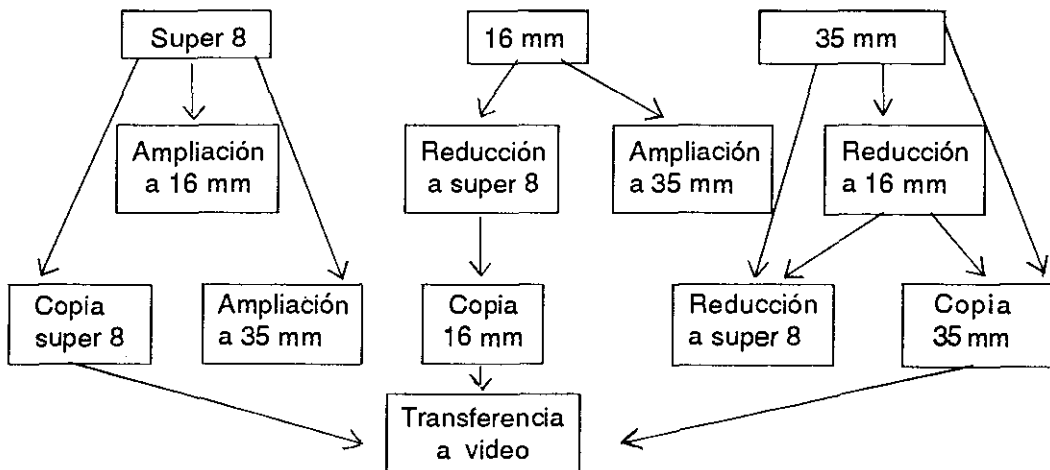 Super 8
16 mm
35 mm
Ampliación
a 16 mm
Reducción
a super 8
Ampliación
a 35 mm
Reducción
a 16 mm
Copia
super 8
Ampliación
a 35 mm
Copia
16 mm
Reducción
a super 8
Copia
35 mm
Transferencia
a video